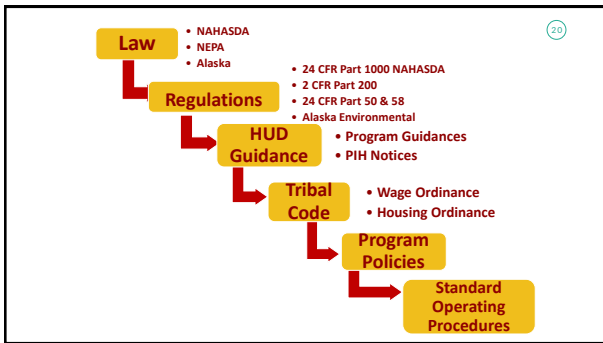 20
Law
• NAHASDA
• NEPA
• Alaska
Regulations
• 24 CFR Part 1000 NAHASDA
• 2 CFR Part 200
• 24 CFR Part 50 & 58
• Alaska Environmental
HUD
Guidance
• Program Guidances
• PIH Notices
Tribal
Code
• Wage Ordinance
• Housing Ordinance
Program
Policies
Standard
Operating
Procedures